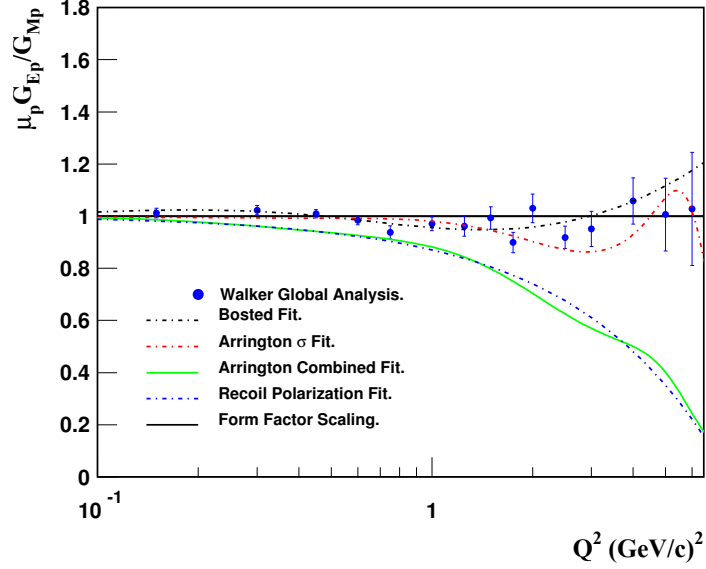 μpGEp/GMp
1.8
1.6
1.4
1.2
1
0.8
0.6
0.4
0.2
0
Walker Global Analysis.
Bosted Fit.
Arrington σ Fit.
Arrington Combined Fit.
Recoil Polarization Fit.
Form Factor Scaling.
10⁻¹ 1
Q² (GeV/c)²